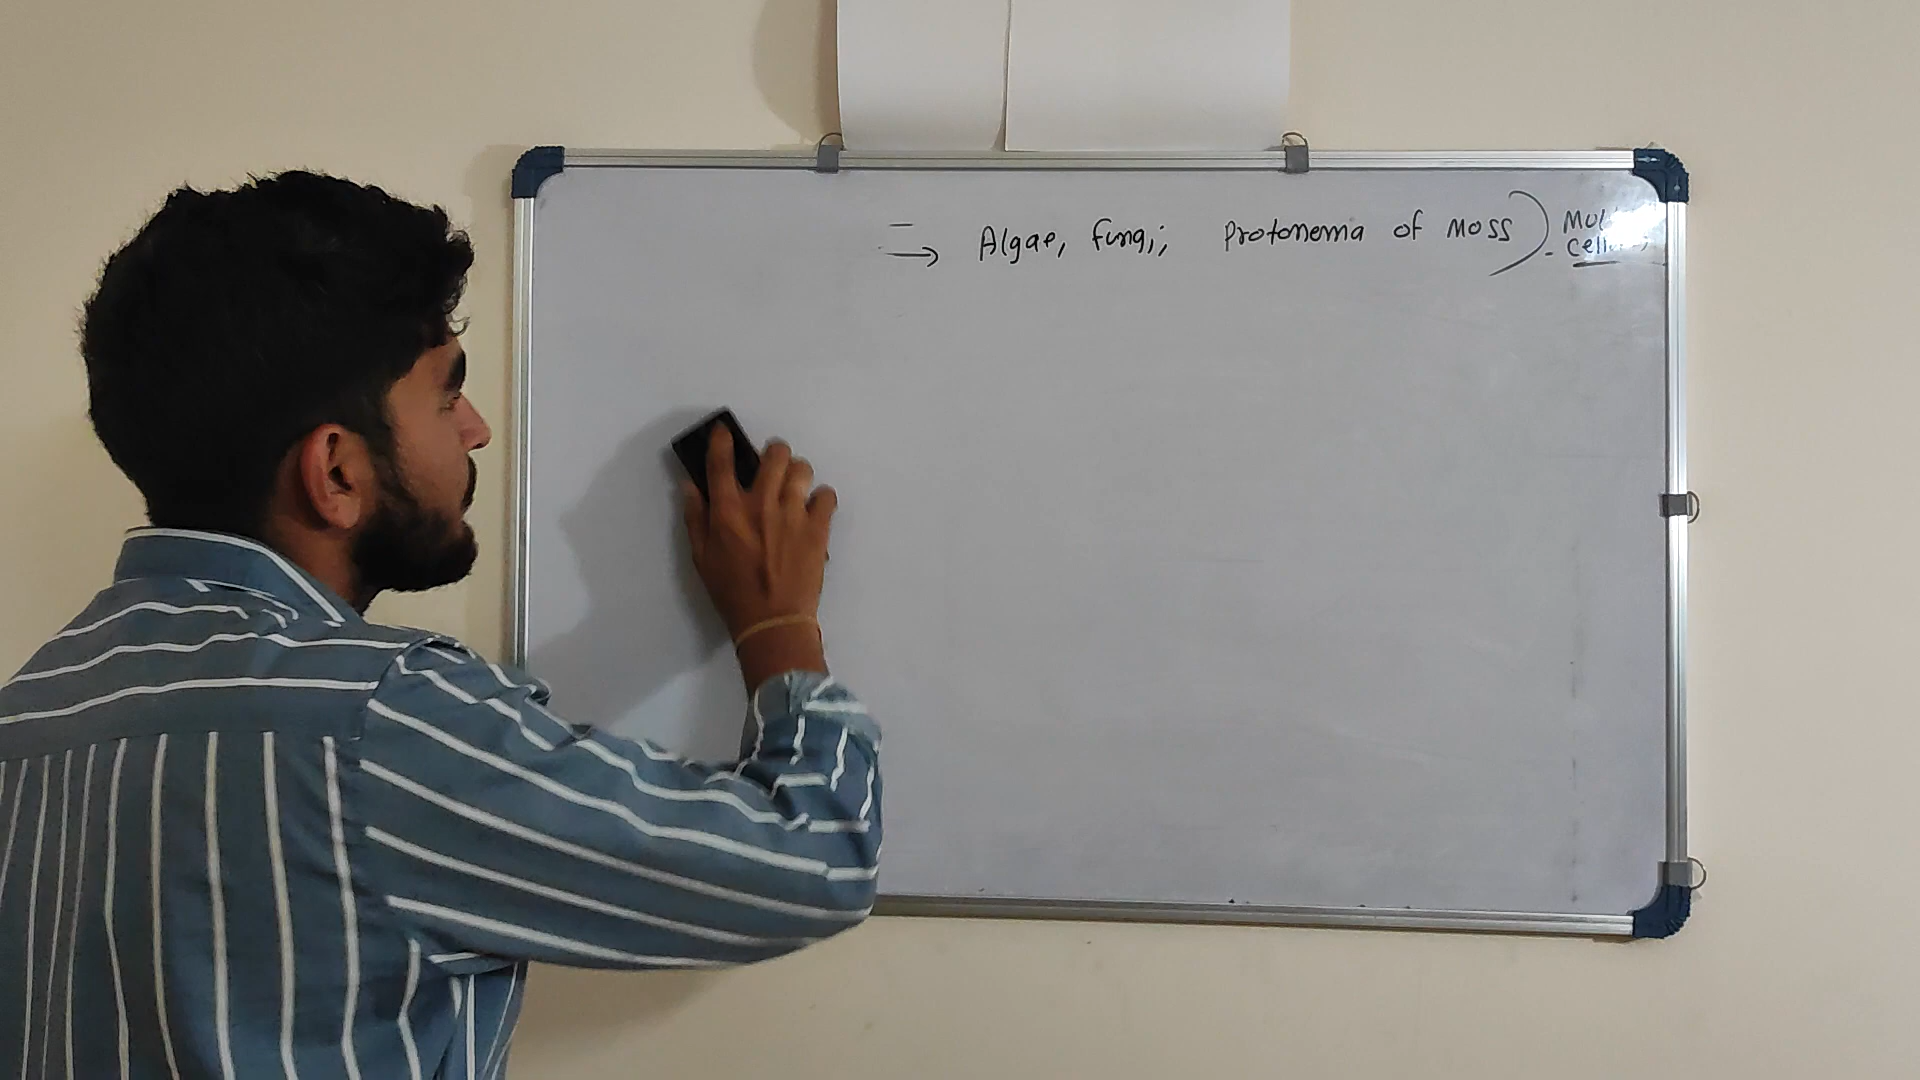 → Algae, fungi; Protonema of Moss) -